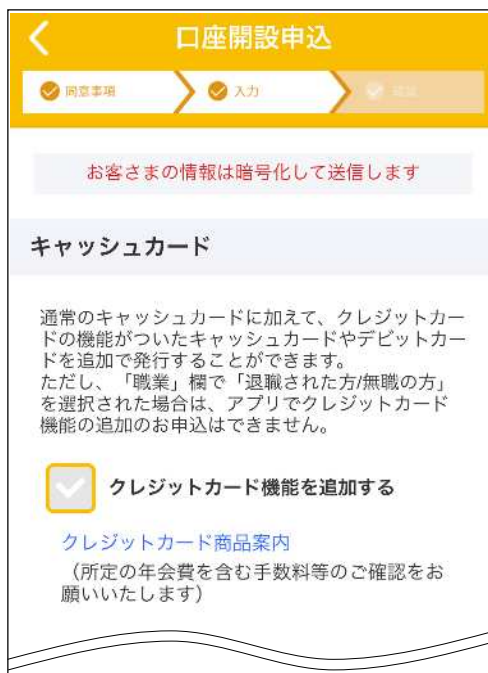 口座開設申込
同意事項
入力
確認
お客さまの情報は暗号化して送信します
キャッシュカード
通常のキャッシュカードに加えて、クレジットカー
ドの機能がついたキャッシュカードやデビットカー
ドを追加で発行することができます。
ただし、「職業」欄で「退職された方/無職の方」
を選択された場合は、アプリでクレジットカード
機能の追加のお申込はできません。
クレジットカード機能を追加する
クレジットカード商品案内
（所定の年会費を含む手数料等のご確認をお
願いいたします）